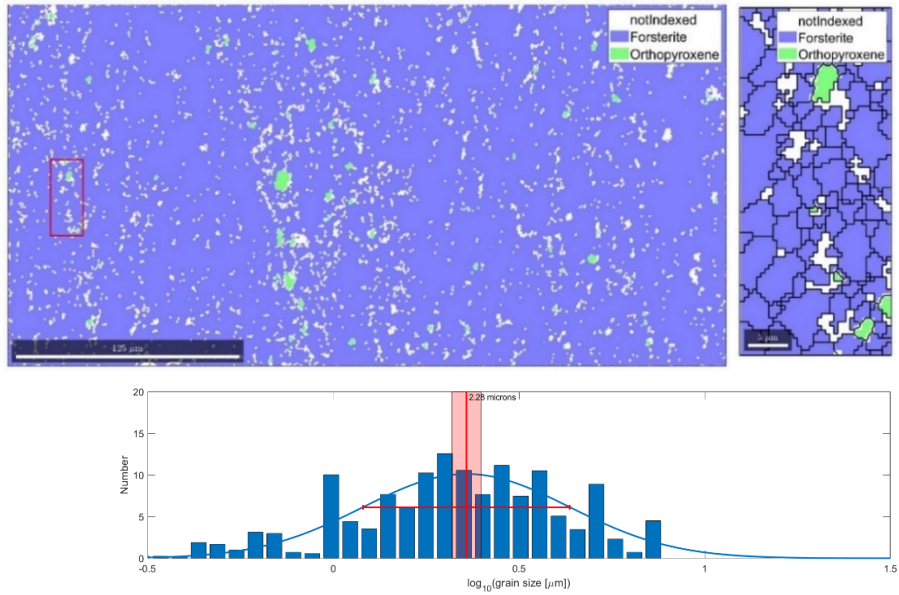 notIndexed
Forsterite
Orthopyroxene
125 μm
notIndexed
Forsterite
Orthopyroxene
5 μm
20
15
10
5
0
Number
2.28 microns
-0.5
0
0.5
1
1.5
log10(grain size [μm])